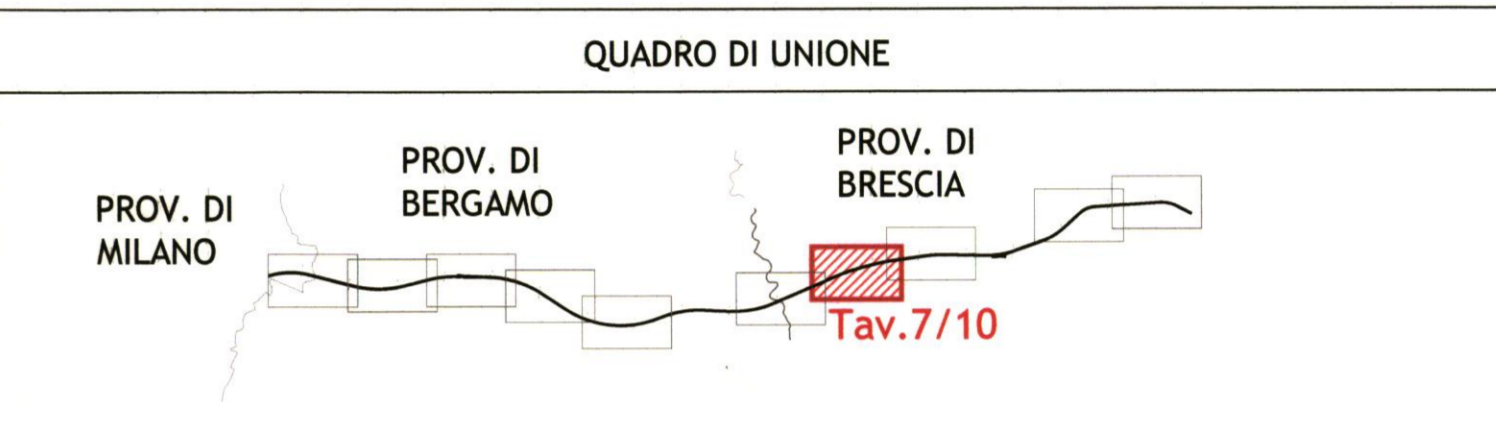 QUADRO DI UNIONE
PROV. DI
MILANO
PROV. DI
BERGAMO
PROV. DI
BRESCIA
Tav.7/10